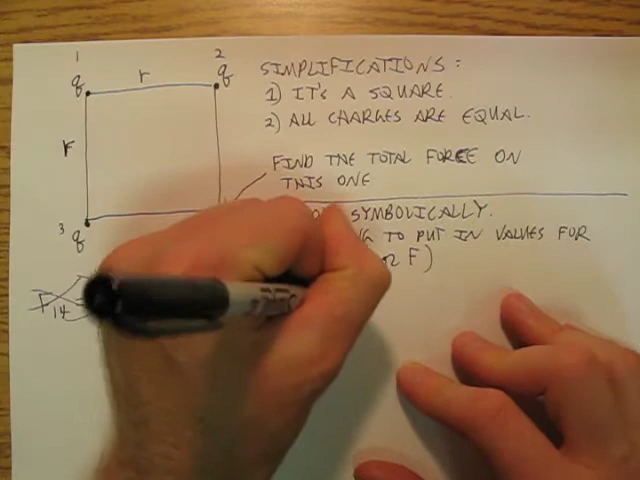 1 2
q r q
r
3
q
SIMPLIFICATIONS:
1) IT'S A SQUARE.
2) ALL CHARGES ARE EQUAL.
FIND THE TOTAL FORCE ON
THIS ONE
SYMBOLICALLY.
TO PUT IN VALUES FOR
F)
F14